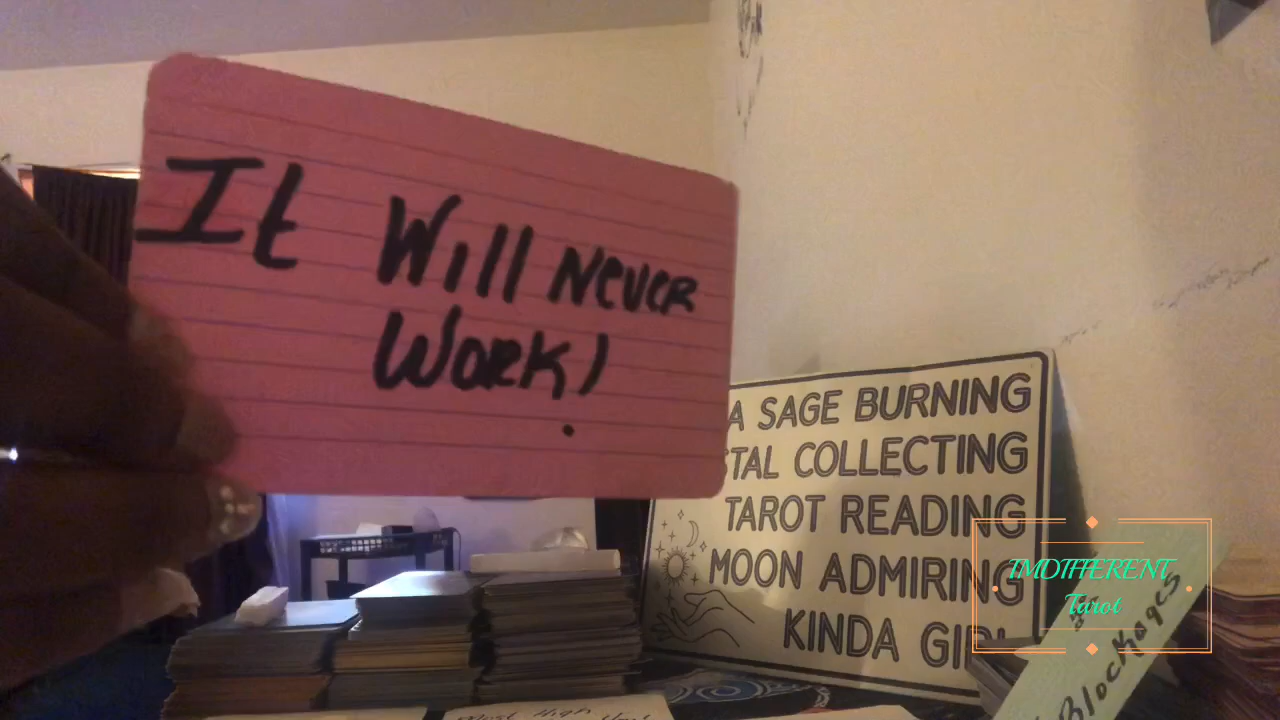 It Will Never
Work!
A SAGE BURNING
STAL COLLECTING
TAROT READING
MOON ADMIRING
KINDA GIRL
IMDIFFERENT
Tarot
Blockages